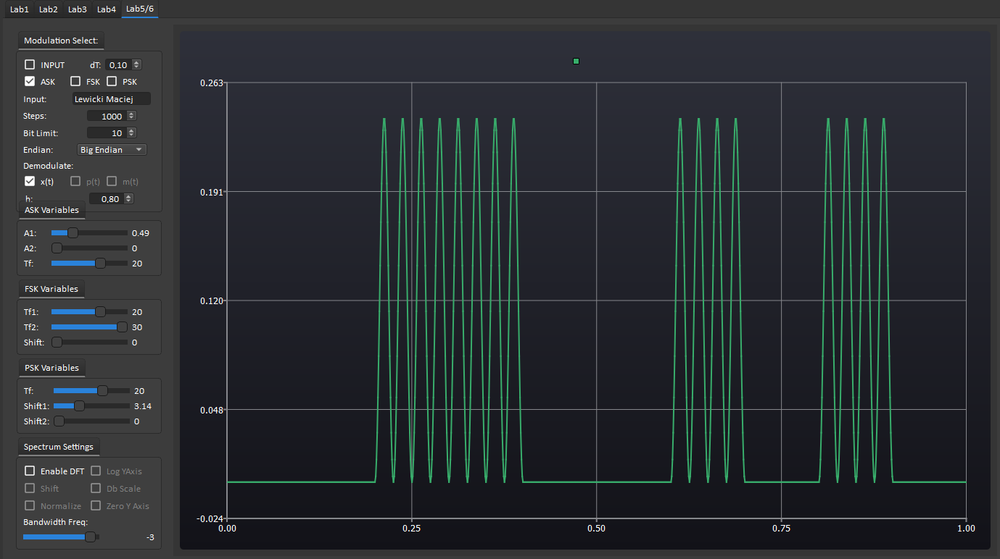 Lab1 Lab2 Lab3 Lab4 Lab5/6
Modulation Select:
INPUT dT: 0,10
ASK FSK PSK
Input: Lewicki Maciej
Steps: 1000
Bit Limit: 10
Endian: Big Endian
Demodulate:
x(t) p(t) m(t)
h: 0,80
ASK Variables
A1: 0.49
A2: 0
Tf: 20
FSK Variables
Tf1: 20
Tf2: 30
Shift: 0
PSK Variables
Tf: 20
Shift1: 3.14
Shift2: 0
Spectrum Settings
Enable DFT Log YAxis
Shift Db Scale
Normalize Zero Y Axis
Bandwidth Freq:
-3
0.263
0.191
0.120
0.048
-0.024
0.00 0.25 0.50 0.75 1.00